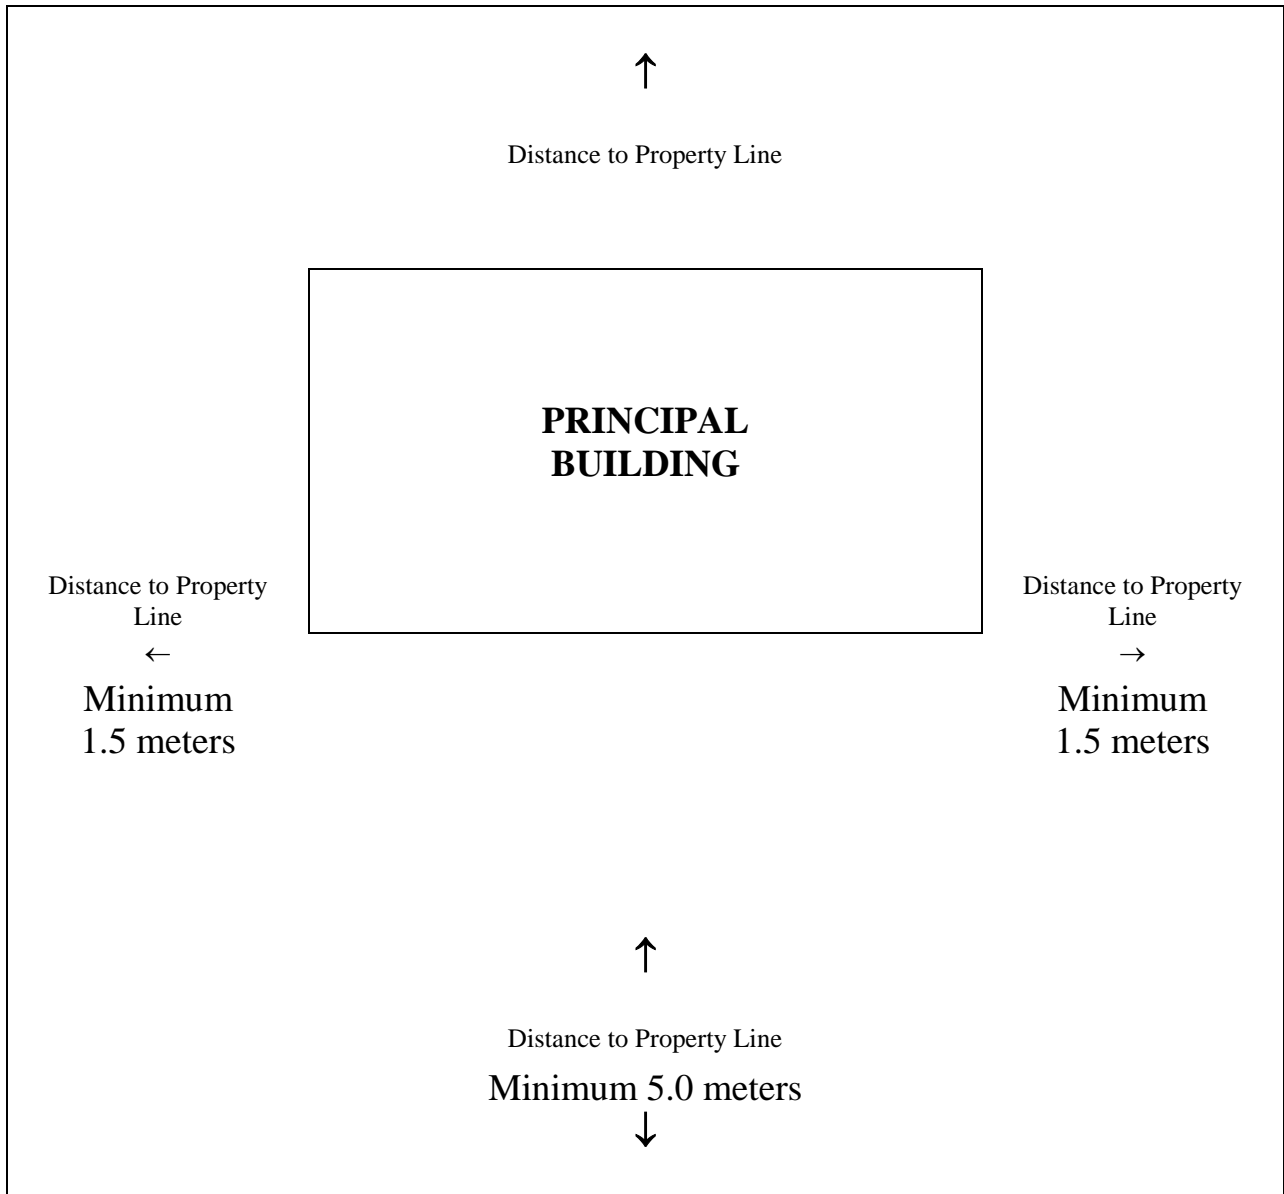 ↑
Distance to Property Line
PRINCIPAL
BUILDING
Distance to Property
Line
←
Minimum
1.5 meters
Distance to Property
Line
→
Minimum
1.5 meters
↑
Distance to Property Line
Minimum 5.0 meters
↓